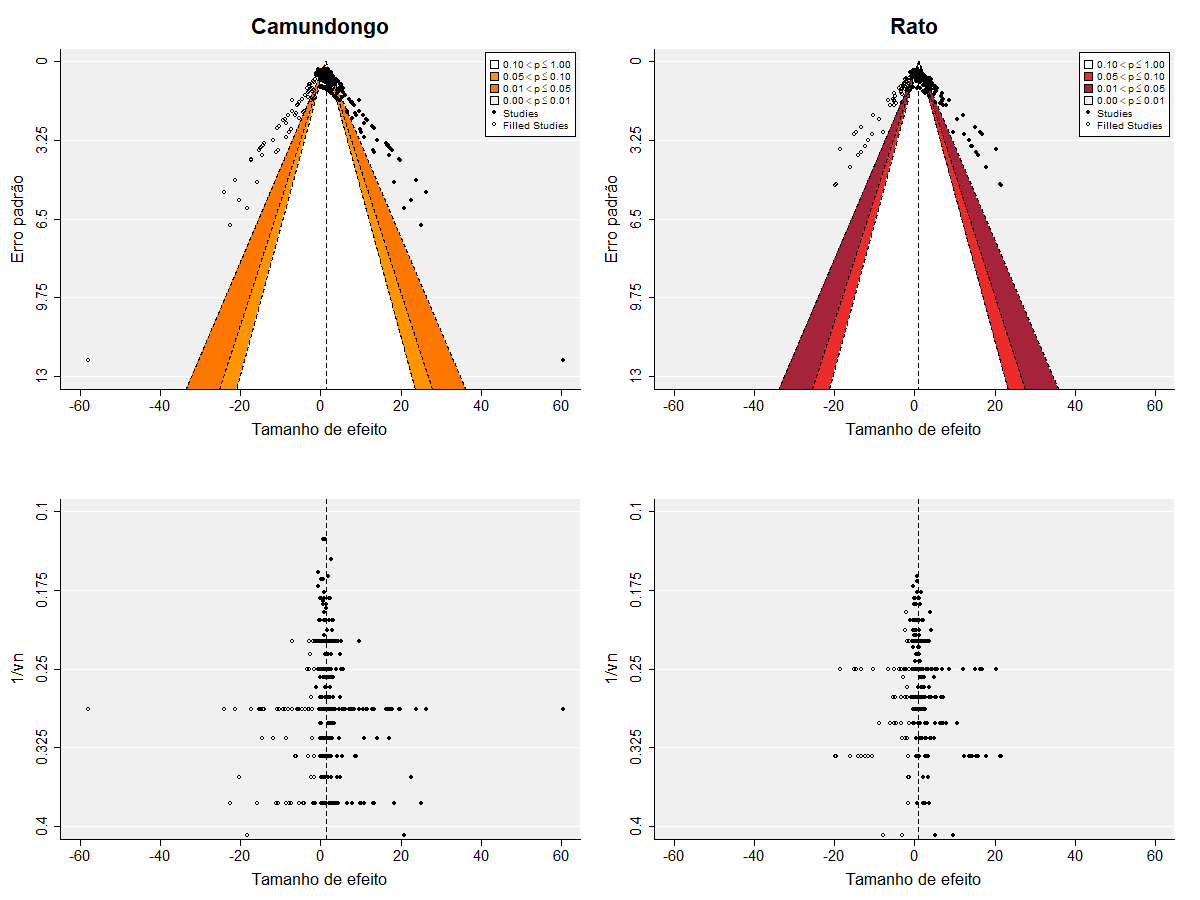 Camundongo
0.10 < p ≤ 1.00
0.05 < p ≤ 0.10
0.01 < p ≤ 0.05
0.00 < p ≤ 0.01
Studies
Filled Studies
Erro padrão
0
3.25
6.5
9.75
13
-60 -40 -20 0 20 40 60
Tamanho de efeito
Rato
0.10 < p ≤ 1.00
0.05 < p ≤ 0.10
0.01 < p ≤ 0.05
0.00 < p ≤ 0.01
Studies
Filled Studies
Erro padrão
0
3.25
6.5
9.75
13
-60 -40 -20 0 20 40 60
Tamanho de efeito
1/√n
0.1
0.175
0.25
0.325
0.4
-60 -40 -20 0 20 40 60
Tamanho de efeito
1/√n
0.1
0.175
0.25
0.325
0.4
-60 -40 -20 0 20 40 60
Tamanho de efeito